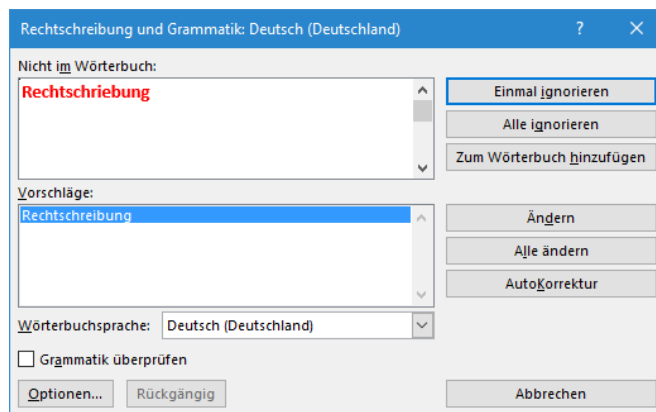 Rechtschreibung und Grammatik: Deutsch (Deutschland) ? ×
Nicht im Wörterbuch:
Rechtschriebung
Einmal ignorieren
Alle ignorieren
Zum Wörterbuch hinzufügen
Vorschläge:
Rechtschreibung
Ändern
Alle ändern
AutoKorrektur
Wörterbuchsprache: Deutsch (Deutschland)
Grammatik überprüfen
Optionen... Rückgängig Abbrechen